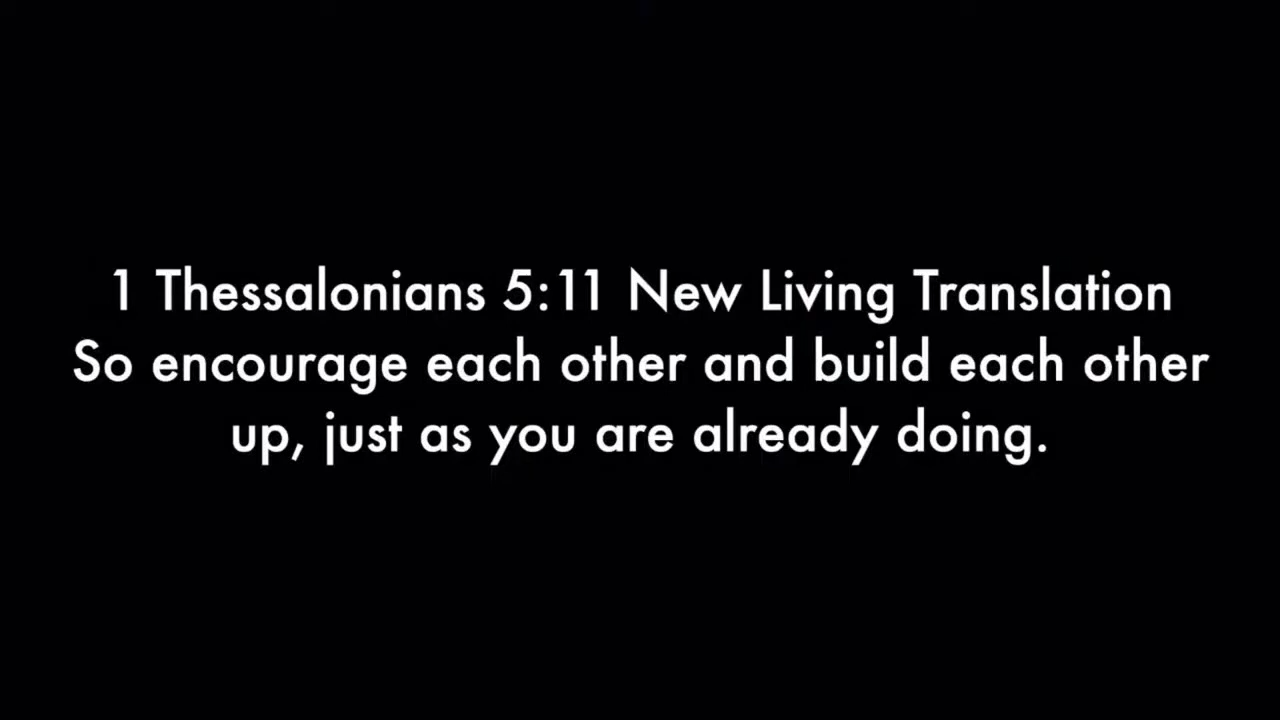 1 Thessalonians 5:11 New Living Translation
So encourage each other and build each other
up, just as you are already doing.